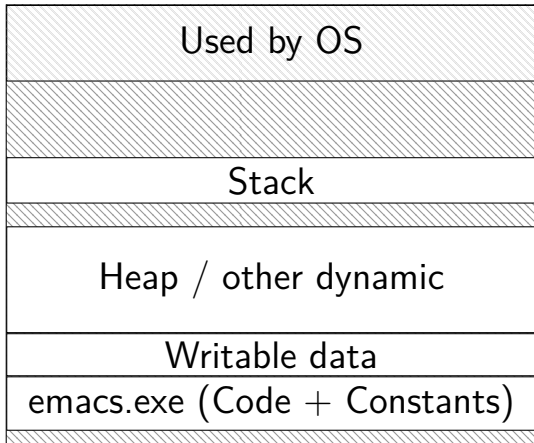 Used by OS
Stack
Heap / other dynamic
Writable data
emacs.exe (Code + Constants)